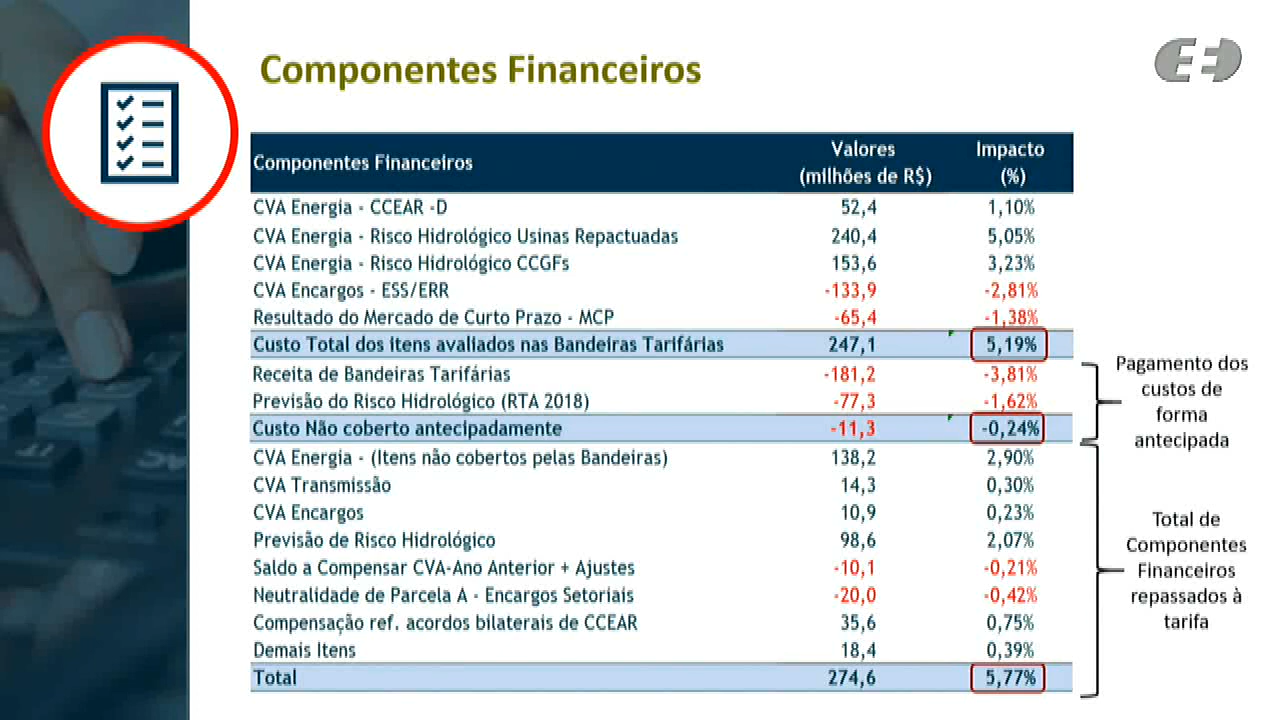 Componentes Financeiros
Componentes Financeiros Valores (milhões de R$) Impacto (%)
CVA Energia - CCEAR -D 52,4 1,10%
CVA Energia - Risco Hidrológico Usinas Repactuadas 240,4 5,05%
CVA Energia - Risco Hidrológico CCGFs 153,6 3,23%
CVA Encargos - ESS/ERR -133,9 -2,81%
Resultado do Mercado de Curto Prazo - MCP -65,4 -1,38%
Custo Total dos itens avaliados nas Bandeiras Tarifárias 247,1 5,19%
Receita de Bandeiras Tarifárias -181,2 -3,81%
Previsão do Risco Hidrológico (RTA 2018) -77,3 -1,62%
Custo Não coberto antecipadamente -11,3 -0,24%
CVA Energia - (Itens não cobertos pelas Bandeiras) 138,2 2,90%
CVA Transmissão 14,3 0,30%
CVA Encargos 10,9 0,23%
Previsão de Risco Hidrológico 98,6 2,07%
Saldo a Compensar CVA-Ano Anterior + Ajustes -10,1 -0,21%
Neutralidade de Parcela A - Encargos Setoriais -20,0 -0,42%
Compensação ref. acordos bilaterais de CCEAR 35,6 0,75%
Demais Itens 18,4 0,39%
Total 274,6 5,77%
Pagamento dos
custos de
forma
antecipada
Total de
Componentes
Financeiros
repassados à
tarifa